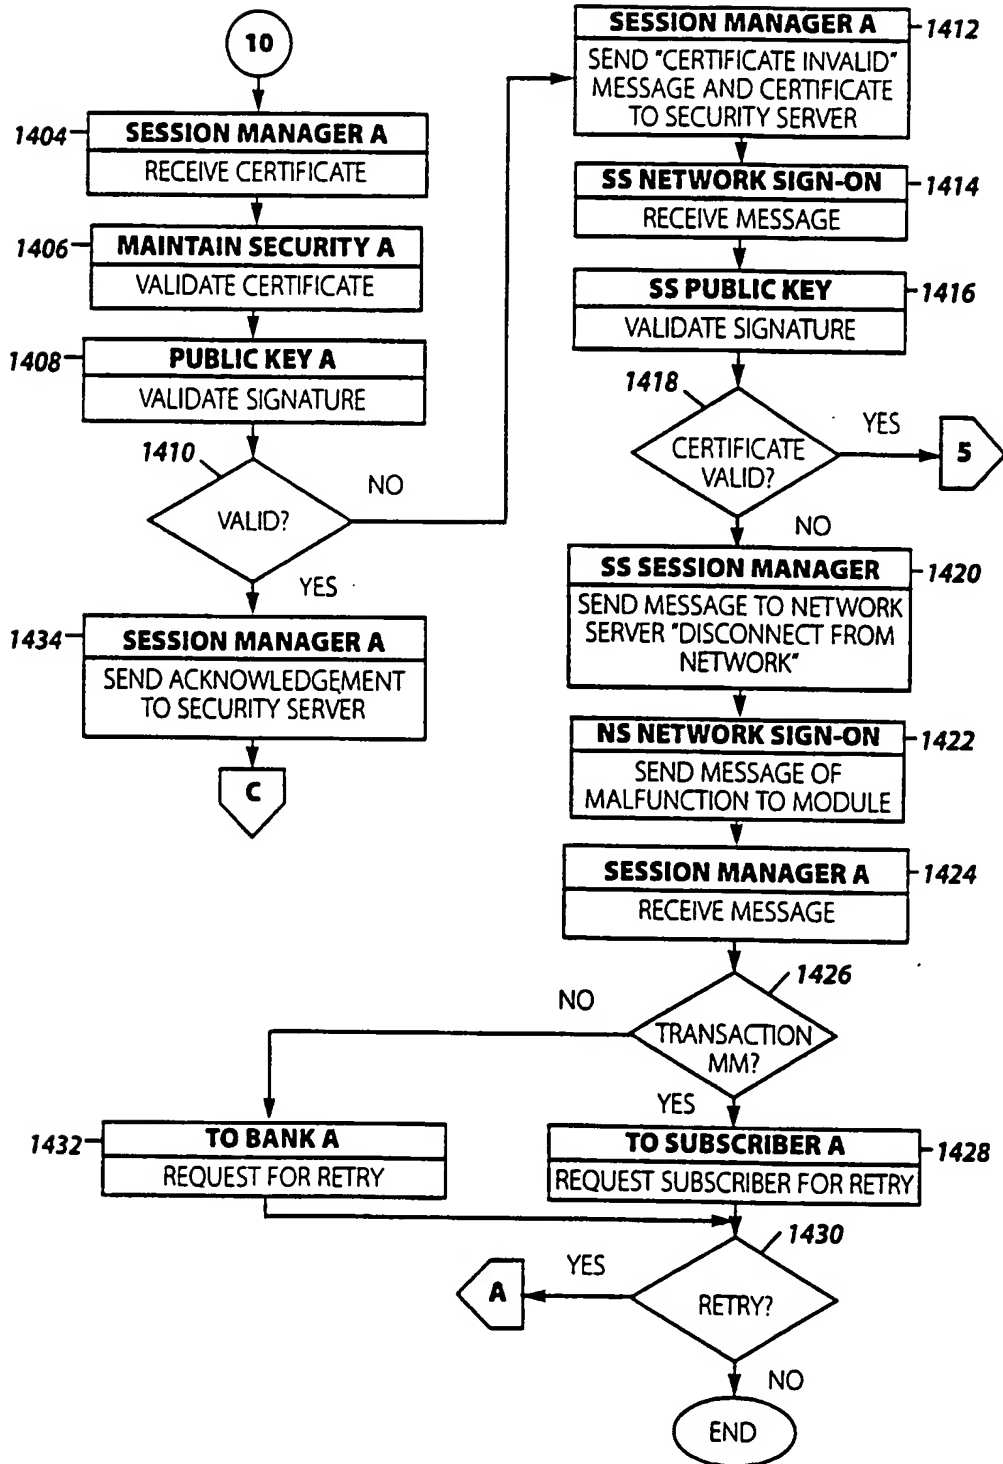 10
1404
SESSION MANAGER A
RECEIVE CERTIFICATE
1406
MAINTAIN SECURITY A
VALIDATE CERTIFICATE
1408
PUBLIC KEY A
VALIDATE SIGNATURE
1410
VALID?
NO
YES
1434
SESSION MANAGER A
SEND ACKNOWLEDGEMENT
TO SECURITY SERVER
C
SESSION MANAGER A
1412
SEND "CERTIFICATE INVALID"
MESSAGE AND CERTIFICATE
TO SECURITY SERVER
SS NETWORK SIGN-ON
1414
RECEIVE MESSAGE
SS PUBLIC KEY
1416
VALIDATE SIGNATURE
1418
CERTIFICATE
VALID?
YES
5
NO
SS SESSION MANAGER
1420
SEND MESSAGE TO NETWORK
SERVER "DISCONNECT FROM
NETWORK"
NS NETWORK SIGN-ON
1422
SEND MESSAGE OF
MALFUNCTION TO MODULE
SESSION MANAGER A
1424
RECEIVE MESSAGE
1426
TRANSACTION
MM?
NO
YES
1432
TO BANK A
REQUEST FOR RETRY
TO SUBSCRIBER A
1428
REQUEST SUBSCRIBER FOR RETRY
1430
RETRY?
YES
A
NO
END